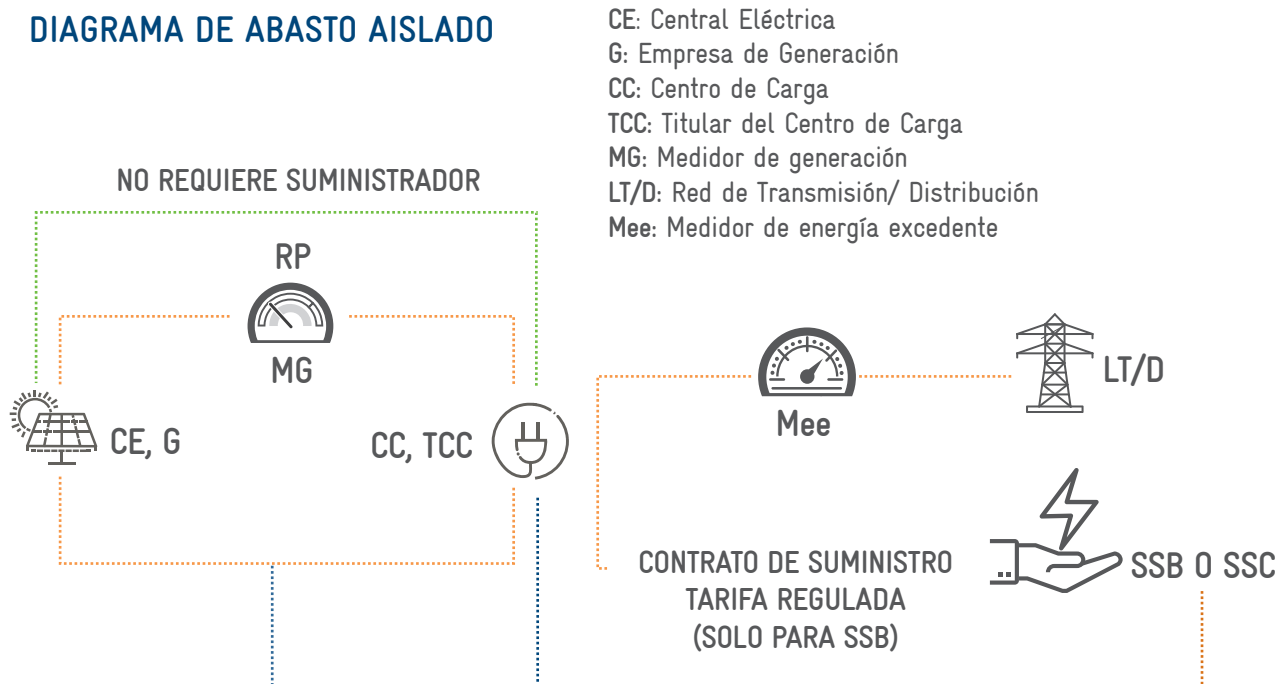 DIAGRAMA DE ABASTO AISLADO
CE: Central Eléctrica
G: Empresa de Generación
CC: Centro de Carga
TCC: Titular del Centro de Carga
MG: Medidor de generación
LT/D: Red de Transmisión/ Distribución
Mee: Medidor de energía excedente
NO REQUIERE SUMINISTRADOR
RP
MG
CE, G
CC, TCC
Mee
LT/D
CONTRATO DE SUMINISTRO
TARIFA REGULADA
(SOLO PARA SSB)
SSB O SSC